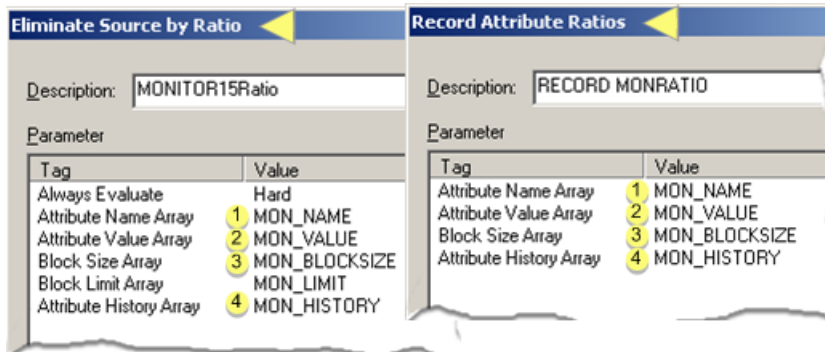 Eliminate Source by Ratio
Description: MONITOR15Ratio
Parameter
Tag Value
Always Evaluate Hard
Attribute Name Array 1 MON_NAME
Attribute Value Array 2 MON_VALUE
Block Size Array 3 MON_BLOCKSIZE
Block Limit Array MON_LIMIT
Attribute History Array 4 MON_HISTORY
Record Attribute Ratios
Description: RECORD MONRATIO
Parameter
Tag Value
Attribute Name Array 1 MON_NAME
Attribute Value Array 2 MON_VALUE
Block Size Array 3 MON_BLOCKSIZE
Attribute History Array 4 MON_HISTORY